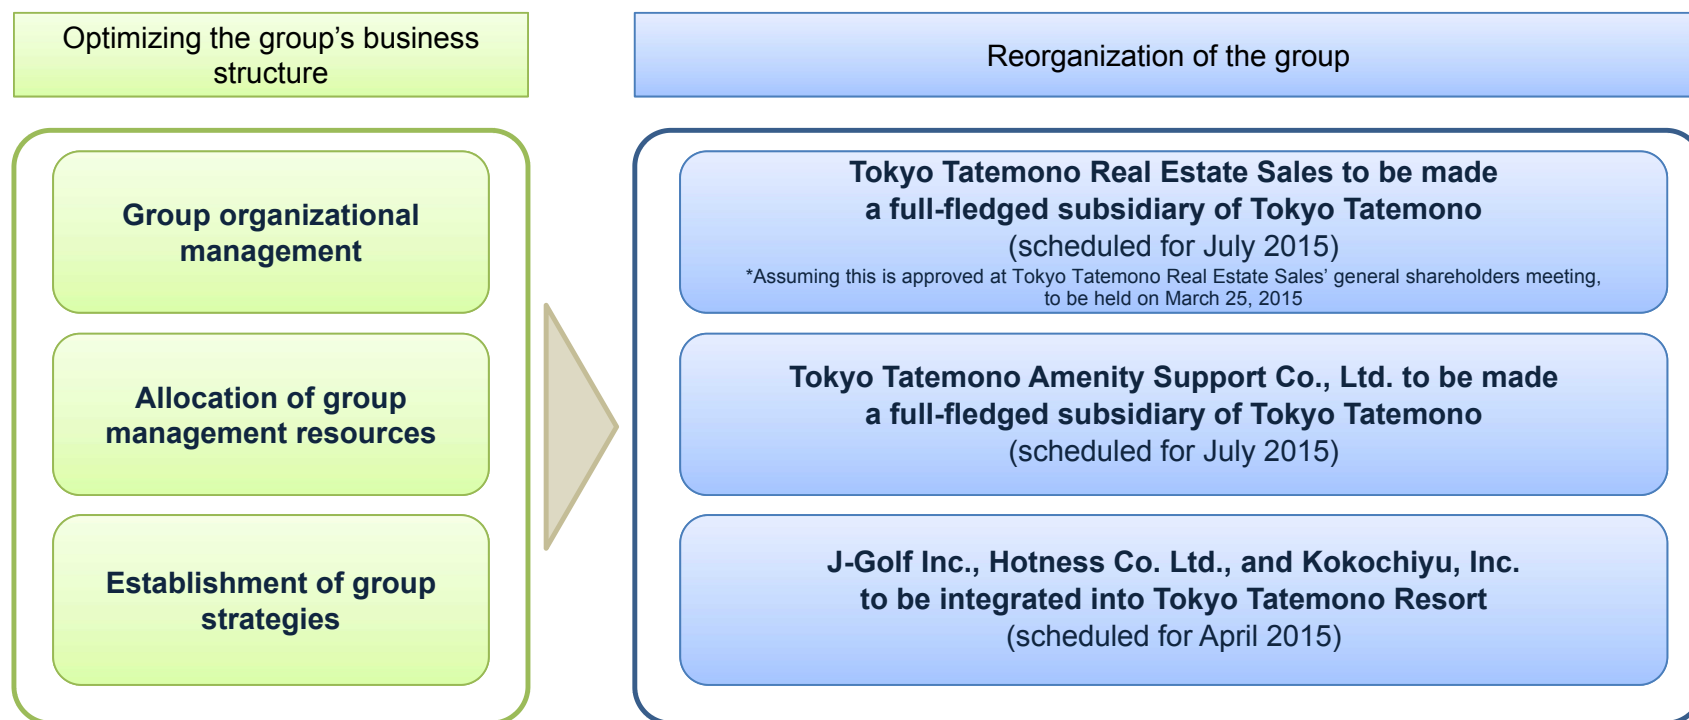 Optimizing the group’s business
structure
Reorganization of the group
Group organizational
management
Allocation of group
management resources
Establishment of group
strategies
Tokyo Tatemono Real Estate Sales to be made
a full-fledged subsidiary of Tokyo Tatemono
(scheduled for July 2015)
*Assuming this is approved at Tokyo Tatemono Real Estate Sales’ general shareholders meeting,
to be held on March 25, 2015
Tokyo Tatemono Amenity Support Co., Ltd. to be made
a full-fledged subsidiary of Tokyo Tatemono
(scheduled for July 2015)
J-Golf Inc., Hotness Co. Ltd., and Kokochiyu, Inc.
to be integrated into Tokyo Tatemono Resort
(scheduled for April 2015)